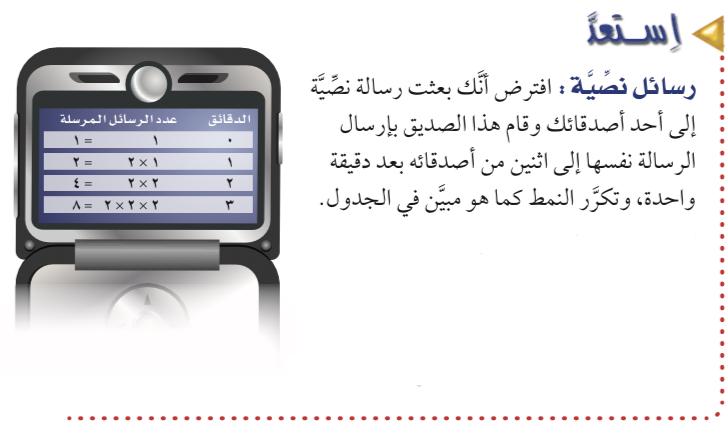 اِستعدَّ
رسائل نصِّيَّة : افترض أنَّك بعثت رسالة نصِّيَّة
إلى أحد أصدقائك وقام هذا الصديق بإرسال
الرسالة نفسها إلى اثنين من أصدقائه بعد دقيقة
واحدة، وتكرَّر النمط كما هو مبيَّن في الجدول.
الدقائق عدد الرسائل المرسلة
٠ ١ = ١
١ ١ × ٢ = ٢
٢ ٢ × ٢ = ٤
٣ ٢ × ٢ × ٢ = ٨